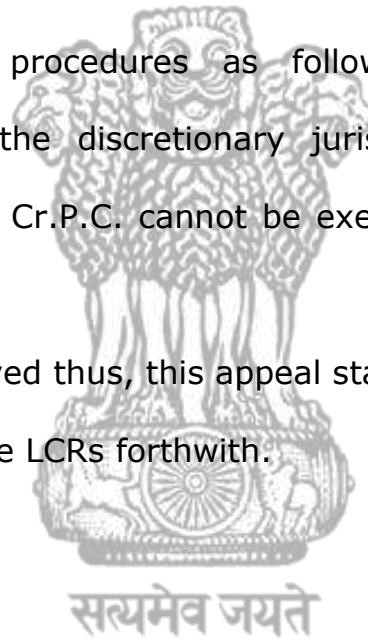 procedures as follow
the discretionary juris
Cr.P.C. cannot be exe
ved thus, this appeal sta
e LCRs forthwith.
सत्यमेव जयते